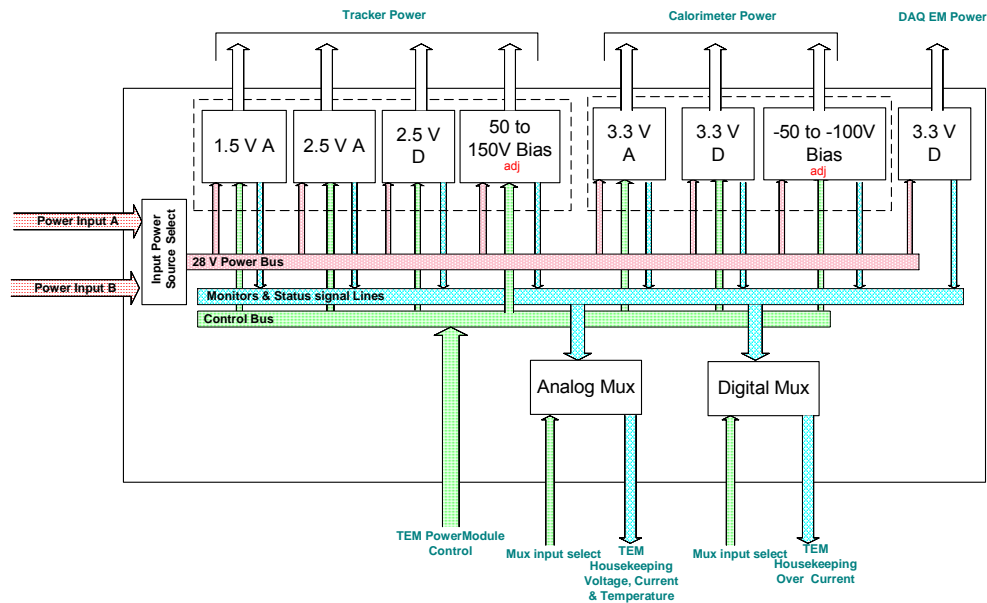 Tracker Power
Calorimeter Power
DAQ EM Power
1.5 V A
2.5 V A
2.5 V
D
50 to
150V Bias
adj
3.3 V
A
3.3 V
D
-50 to -100V
Bias
adj
3.3 V
D
Power Input A
Power Input B
Input Power
Source Select
28 V Power Bus
Monitors & Status signal Lines
Control Bus
Analog Mux
Digital Mux
TEM PowerModule
Control
Mux input select
TEM
Housekeeping
Voltage, Current
& Temperature
Mux input select
TEM
Housekeeping
Over Current